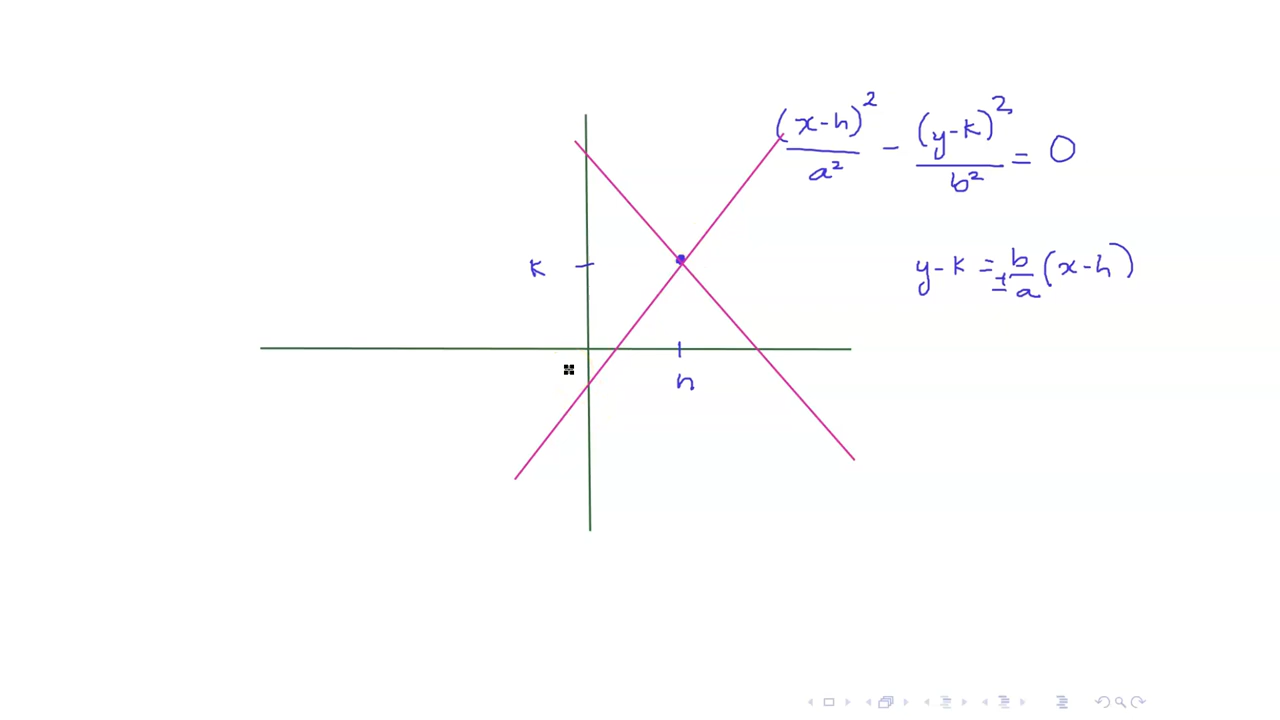 (x-h)²/a² - (y-k)²/b² = 0
k
y-k = ± b/a (x-h)
h